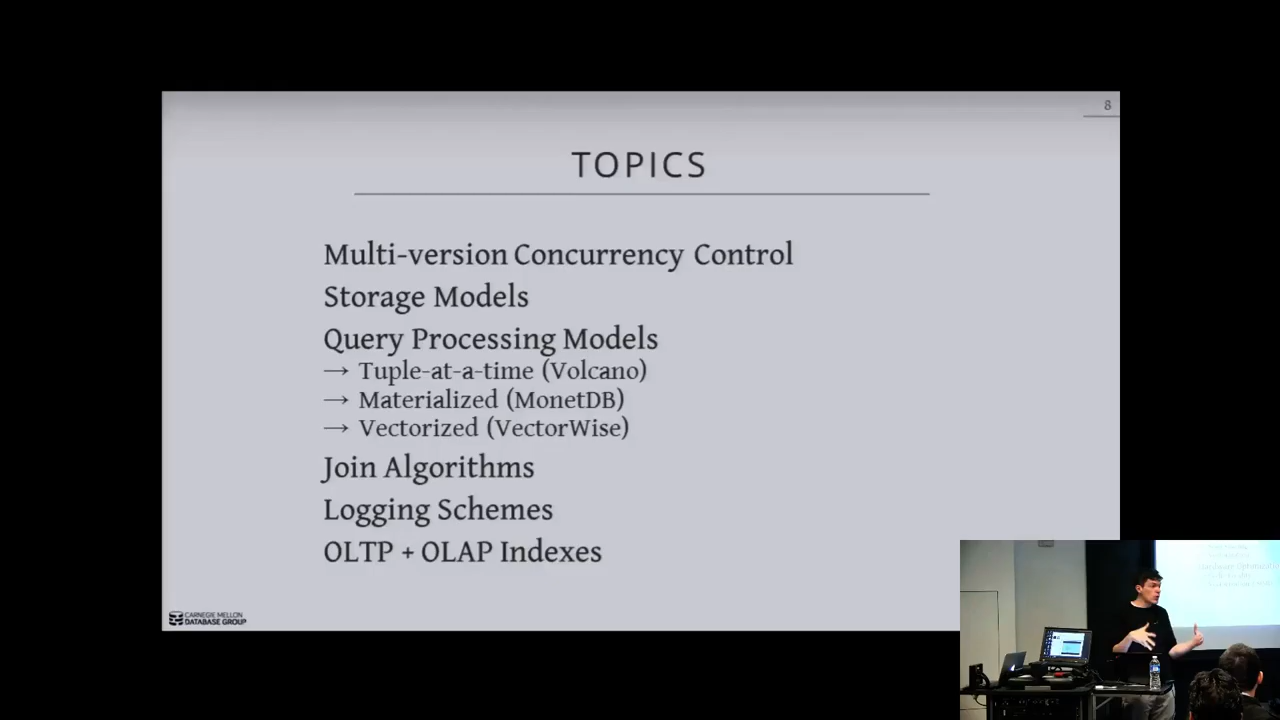 8
TOPICS
Multi-version Concurrency Control
Storage Models
Query Processing Models
→ Tuple-at-a-time (Volcano)
→ Materialized (MonetDB)
→ Vectorized (VectorWise)
Join Algorithms
Logging Schemes
OLTP + OLAP Indexes
CARNEGIE MELLON
DATABASE GROUP